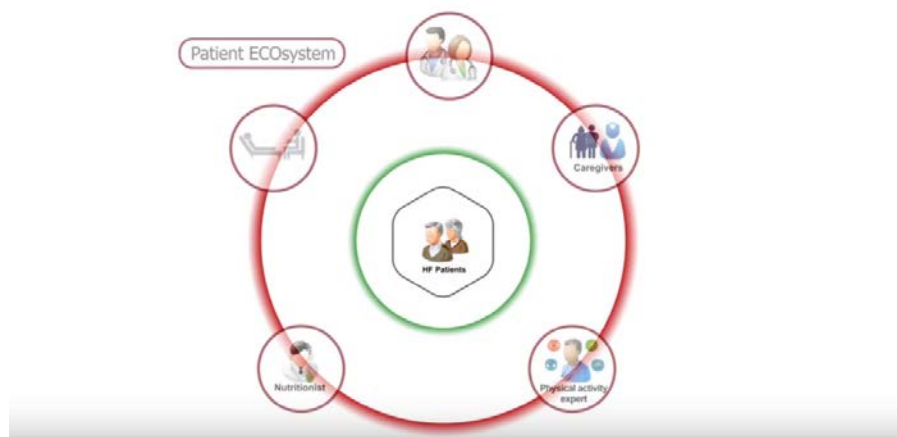 Patient ECOsystem
Caregivers
HF Patients
Nutritionist
Physical activity
expert